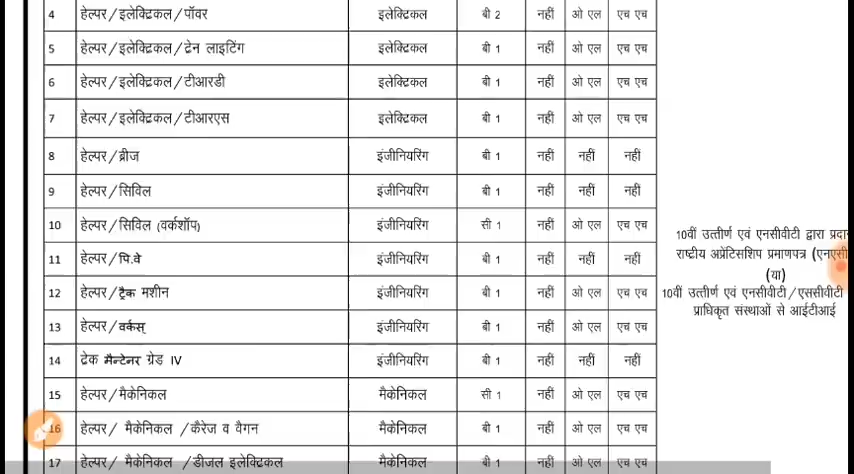 4 हेल्पर/इलेक्ट्रिकल/पॉवर इलेक्ट्रिकल बी 2 नहीं ओ एल एच एच
5 हेल्पर/इलेक्ट्रिकल/ट्रेन लाइटिंग इलेक्ट्रिकल बी 1 नहीं ओ एल एच एच
6 हेल्पर/इलेक्ट्रिकल/टीआरडी इलेक्ट्रिकल बी 1 नहीं ओ एल एच एच
7 हेल्पर/इलेक्ट्रिकल/टीआरएस इलेक्ट्रिकल बी 1 नहीं ओ एल एच एच
8 हेल्पर/ब्रीज इंजीनियरिंग बी 1 नहीं नहीं नहीं
9 हेल्पर/सिविल इंजीनियरिंग बी 1 नहीं नहीं नहीं
10 हेल्पर/सिविल (वर्कशॉप) इंजीनियरिंग सी 1 नहीं ओ एल एच एच
11 हेल्पर/पि.वे इंजीनियरिंग बी 1 नहीं नहीं नहीं
12 हेल्पर/ट्रैक मशीन इंजीनियरिंग बी 1 नहीं ओ एल एच एच
13 हेल्पर/वर्कस् इंजीनियरिंग बी 1 नहीं ओ एल एच एच
14 ट्रेक मैन्टेनर ग्रेड IV इंजीनियरिंग बी 1 नहीं नहीं नहीं
15 हेल्पर/मैकेनिकल मैकेनिकल सी 1 नहीं ओ एल एच एच
16 हेल्पर/ मैकेनिकल /कैरेज व वैगन मैकेनिकल बी 1 नहीं ओ एल एच एच
17 हेल्पर/ मैकेनिकल /डीजल इलेक्ट्रिकल मैकेनिकल बी 1 नहीं ओ एल एच एच
10वीं उत्तीर्ण एवं एनसीवीटी द्वारा
राष्ट्रीय अप्रेंटिसशिप प्रमाणपत्र
(या)
10वीं उत्तीर्ण एवं एनसीवीटी/एससीवीटी
प्राधिकृत संस्थाओं से आईटीआई